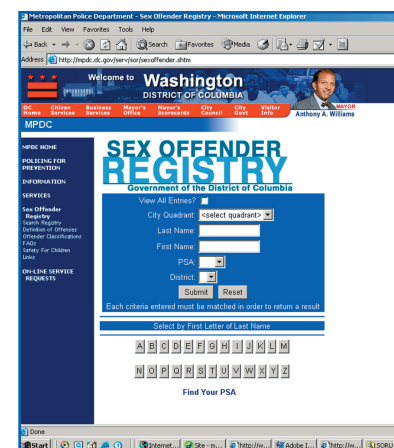 Metropolitan Police Department - Sex Offender Registry - Microsoft Internet Explorer
File Edit View Favorites Tools Help
Back Search Favorites Media
Address http://mpdc.dc.gov/serv/sor/sexoffender.shtm
Welcome to Washington
DISTRICT OF COLUMBIA
DC Home Citizen Services Business Services Mayor's Office Mayor's Scorecards City Council City Govt Visitor Info
MAYOR
Anthony A. Williams
MPDC
MPDC HOME
POLICING FOR PREVENTION
INFORMATION
SERVICES
Sex Offender Registry
Search Registry
Definition of Offenses
Offender Classifications
FAQs
Safety For Children
Links
ON-LINE SERVICE REQUESTS
SEX OFFENDER
REGISTRY
Government of the District of Columbia
View All Entries?
City Quadrant: <select quadrant>
Last Name:
First Name:
PSA:
District:
Submit Reset
Each criteria entered must be matched in order to return a result
Select by First Letter of Last Name
A B C D E F G H I J K L M
N O P Q R S T U V W X Y Z
Find Your PSA
Done
Start Internet... Site - m... http://w... Adobe I... http://w... SORU